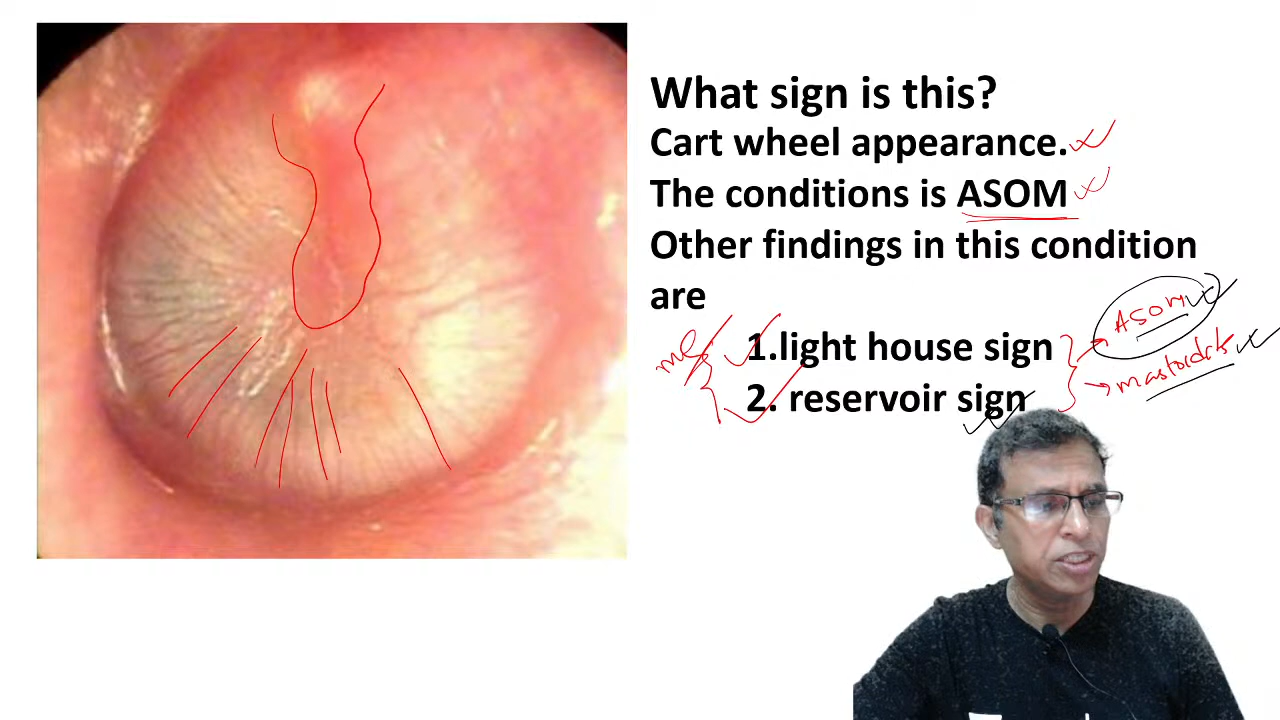 What sign is this?
Cart wheel appearance.
The conditions is ASOM
Other findings in this condition
are
ASOM
1.light house sign
mastoiditis
2. reservoir sign